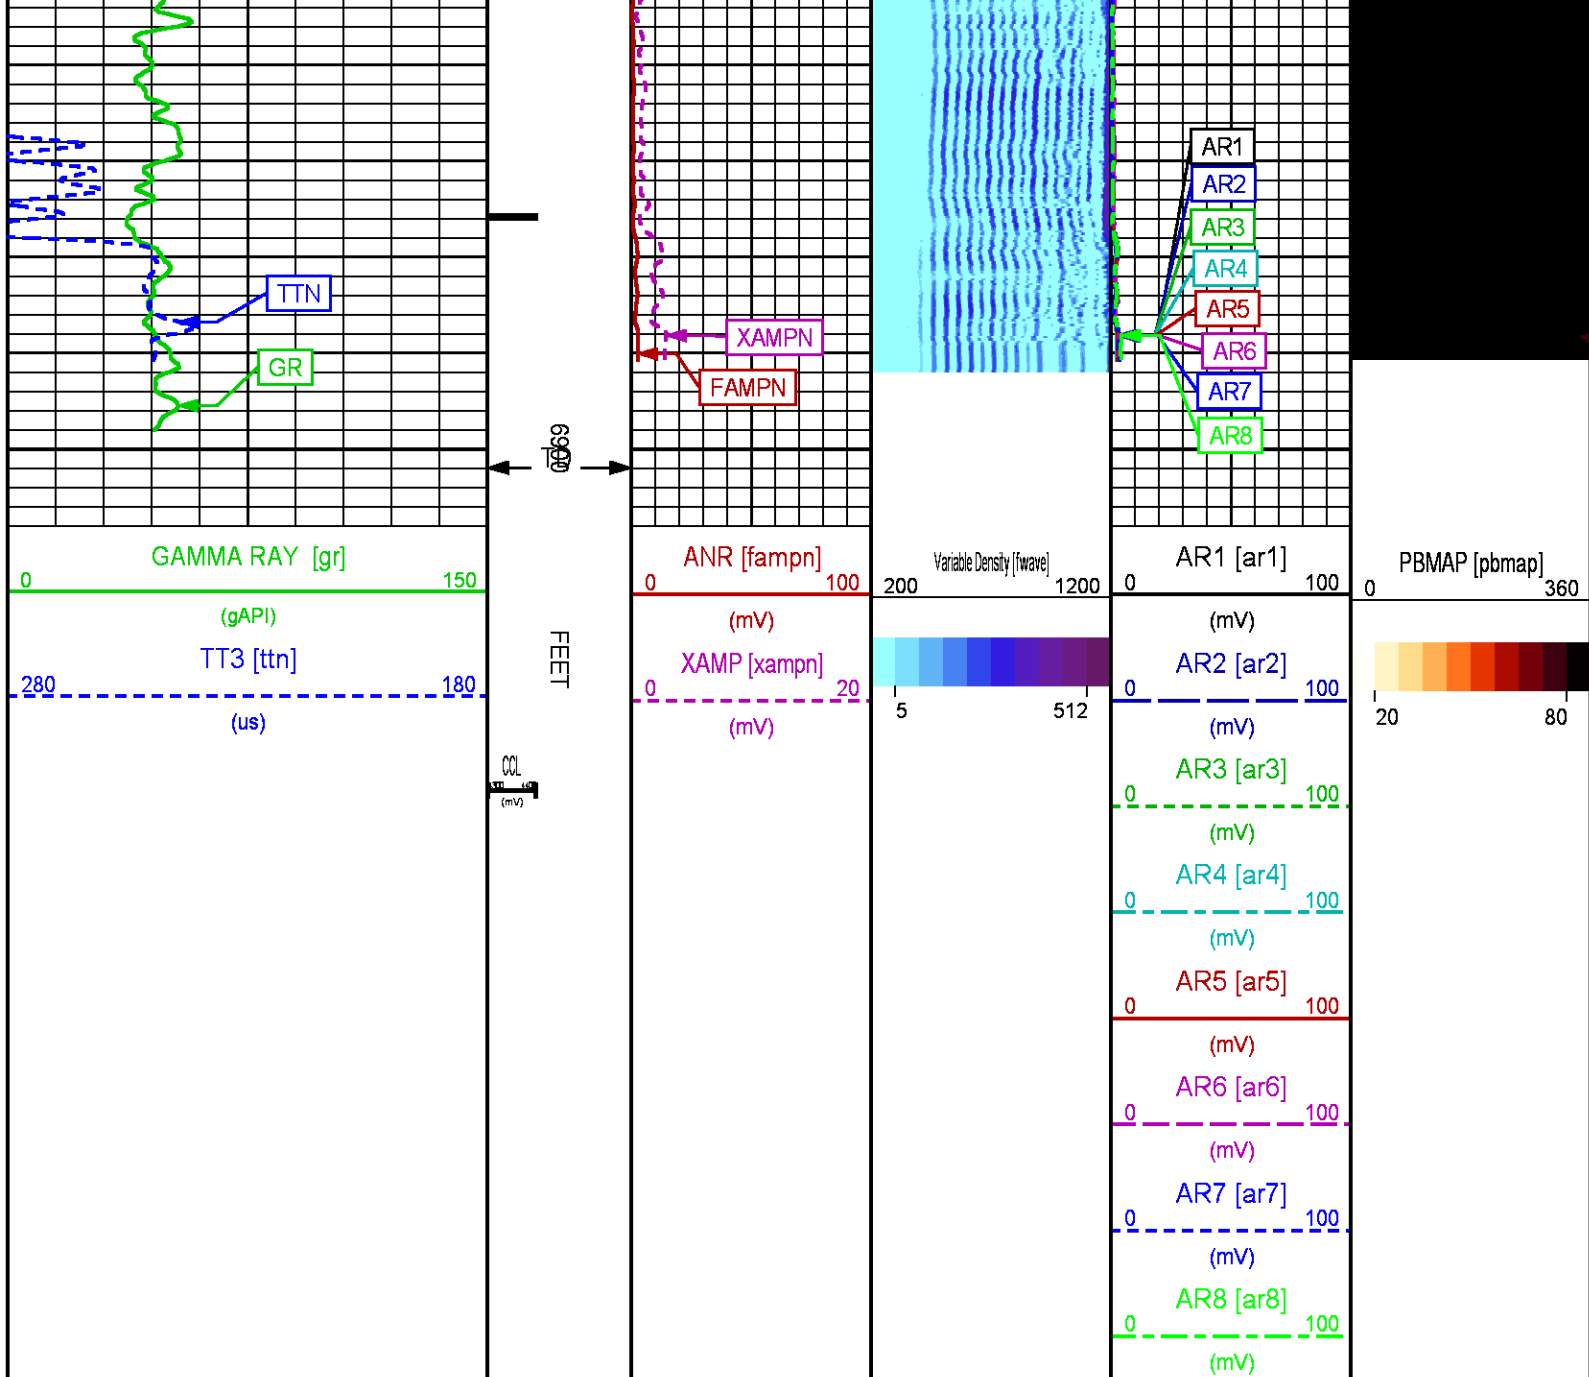 AR1
AR2
AR3
AR4
AR5
AR6
AR7
AR8
TTN
GR
XAMPN
FAMPN
GAMMA RAY [gr]
0 150
(gAPI)
TT3 [ttn]
280 180
(us)
6900
FEET
CCL
(mV)
ANR [fampn]
0 100
(mV)
XAMP [xampn]
0 20
(mV)
Variable Density [fwave]
200 1200
5 512
AR1 [ar1]
0 100
(mV)
AR2 [ar2]
0 100
(mV)
AR3 [ar3]
0 100
(mV)
AR4 [ar4]
0 100
(mV)
AR5 [ar5]
0 100
(mV)
AR6 [ar6]
0 100
(mV)
AR7 [ar7]
0 100
(mV)
AR8 [ar8]
0 100
(mV)
PBMAP [pbmap]
0 360
20 80